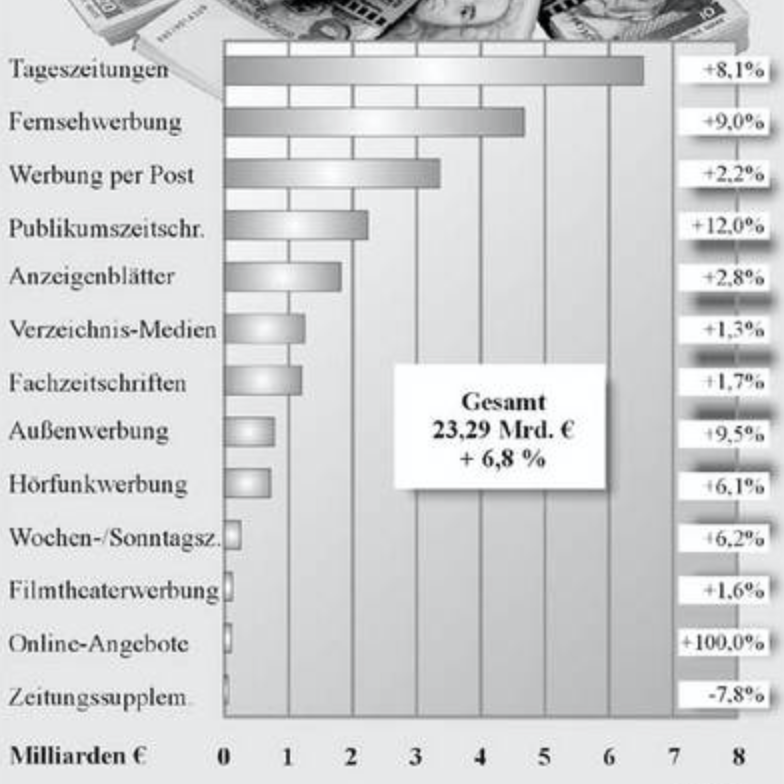 Tageszeitungen +8,1%
Fernsehwerbung +9,0%
Werbung per Post +2,2%
Publikumszeitschr. +12,0%
Anzeigenblätter +2,8%
Verzeichnis-Medien +1,3%
Fachzeitschriften +1,7%
Gesamt
23,29 Mrd. €
+ 6,8 %
Außenwerbung +9,5%
Hörfunkwerbung +6,1%
Wochen-/Sonntagsz. +6,2%
Filmtheaterwerbung +1,6%
Online-Angebote +100,0%
Zeitungssupplem. -7,8%
Milliarden € 0 1 2 3 4 5 6 7 8